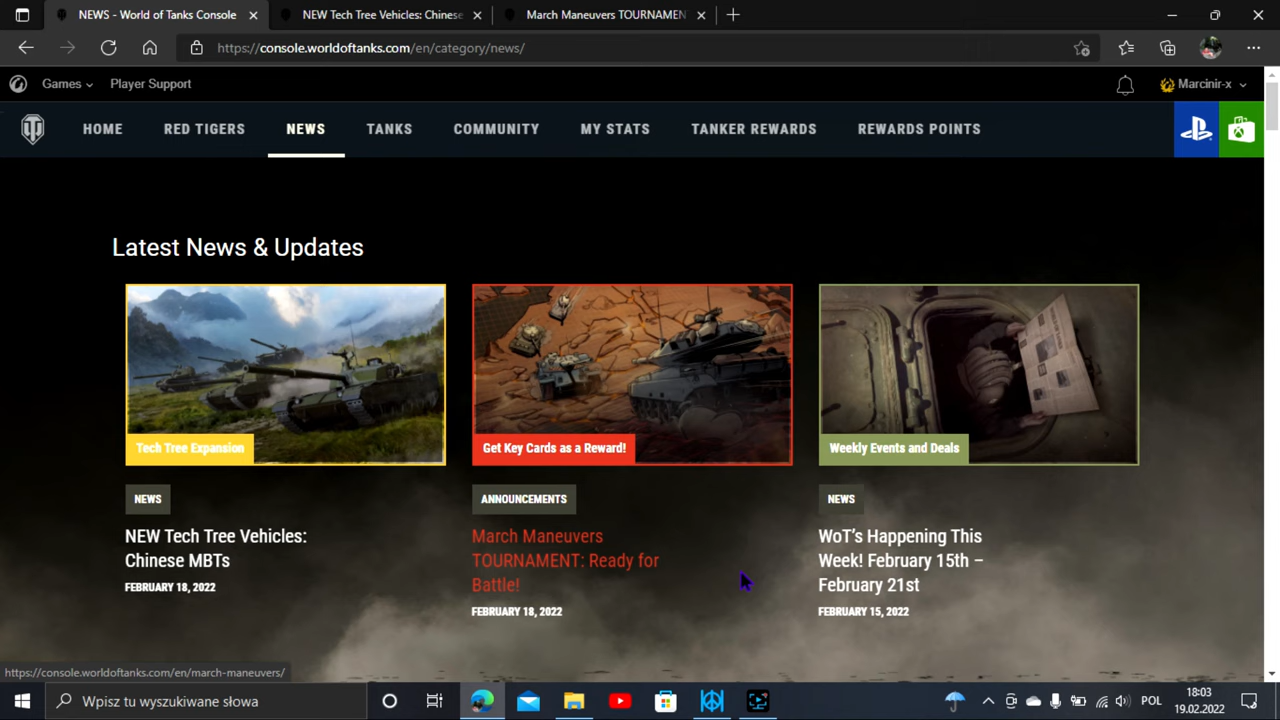 NEWS - World of Tanks Console
NEW Tech Tree Vehicles: Chinese
March Maneuvers TOURNAMEN
https://console.worldoftanks.com/en/category/news/
Games
Player Support
Marcinir-x
HOME
RED TIGERS
NEWS
TANKS
COMMUNITY
MY STATS
TANKER REWARDS
REWARDS POINTS
Latest News & Updates
Tech Tree Expansion
Get Key Cards as a Reward!
Weekly Events and Deals
NEWS
ANNOUNCEMENTS
NEWS
NEW Tech Tree Vehicles:
Chinese MBTs
FEBRUARY 18, 2022
March Maneuvers
TOURNAMENT: Ready for
Battle!
FEBRUARY 18, 2022
WoT's Happening This
Week! February 15th –
February 21st
FEBRUARY 15, 2022
https://console.worldoftanks.com/en/march-maneuvers/
Wpisz tu wyszukiwane słowa
POL
18:03
19.02.2022